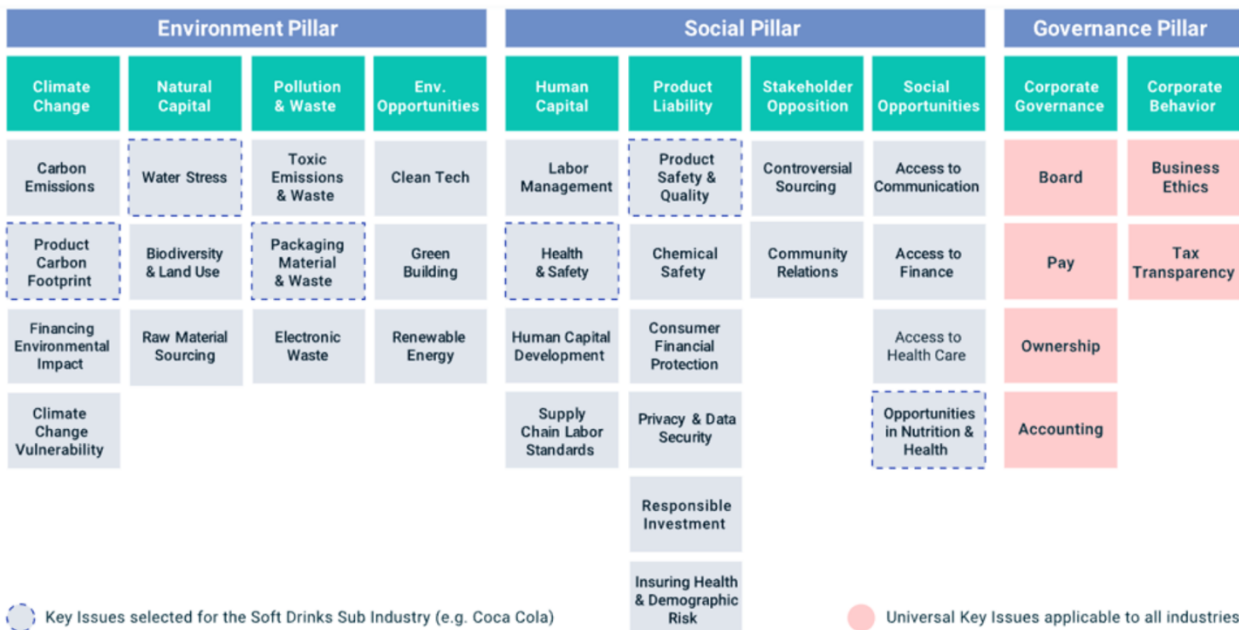 Environment Pillar
Social Pillar
Governance Pillar
Climate
Change
Natural
Capital
Pollution
& Waste
Env.
Opportunities
Human
Capital
Product
Liability
Stakeholder
Opposition
Social
Opportunities
Corporate
Governance
Corporate
Behavior
Carbon
Emissions
Water Stress
Toxic
Emissions
& Waste
Clean Tech
Labor
Management
Product
Safety &
Quality
Controversial
Sourcing
Access to
Communication
Board
Business
Ethics
Product
Carbon
Footprint
Biodiversity
& Land Use
Packaging
Material
& Waste
Green
Building
Health
& Safety
Chemical
Safety
Community
Relations
Access to
Finance
Pay
Tax
Transparency
Financing
Environmental
Impact
Raw Material
Sourcing
Electronic
Waste
Renewable
Energy
Human Capital
Development
Consumer
Financial
Protection
Access to
Health Care
Ownership
Climate
Change
Vulnerability
Supply
Chain Labor
Standards
Privacy & Data
Security
Opportunities
in Nutrition &
Health
Accounting
Responsible
Investment
Insuring Health
& Demographic
Risk
Key Issues selected for the Soft Drinks Sub Industry (e.g. Coca Cola)
Universal Key Issues applicable to all industries